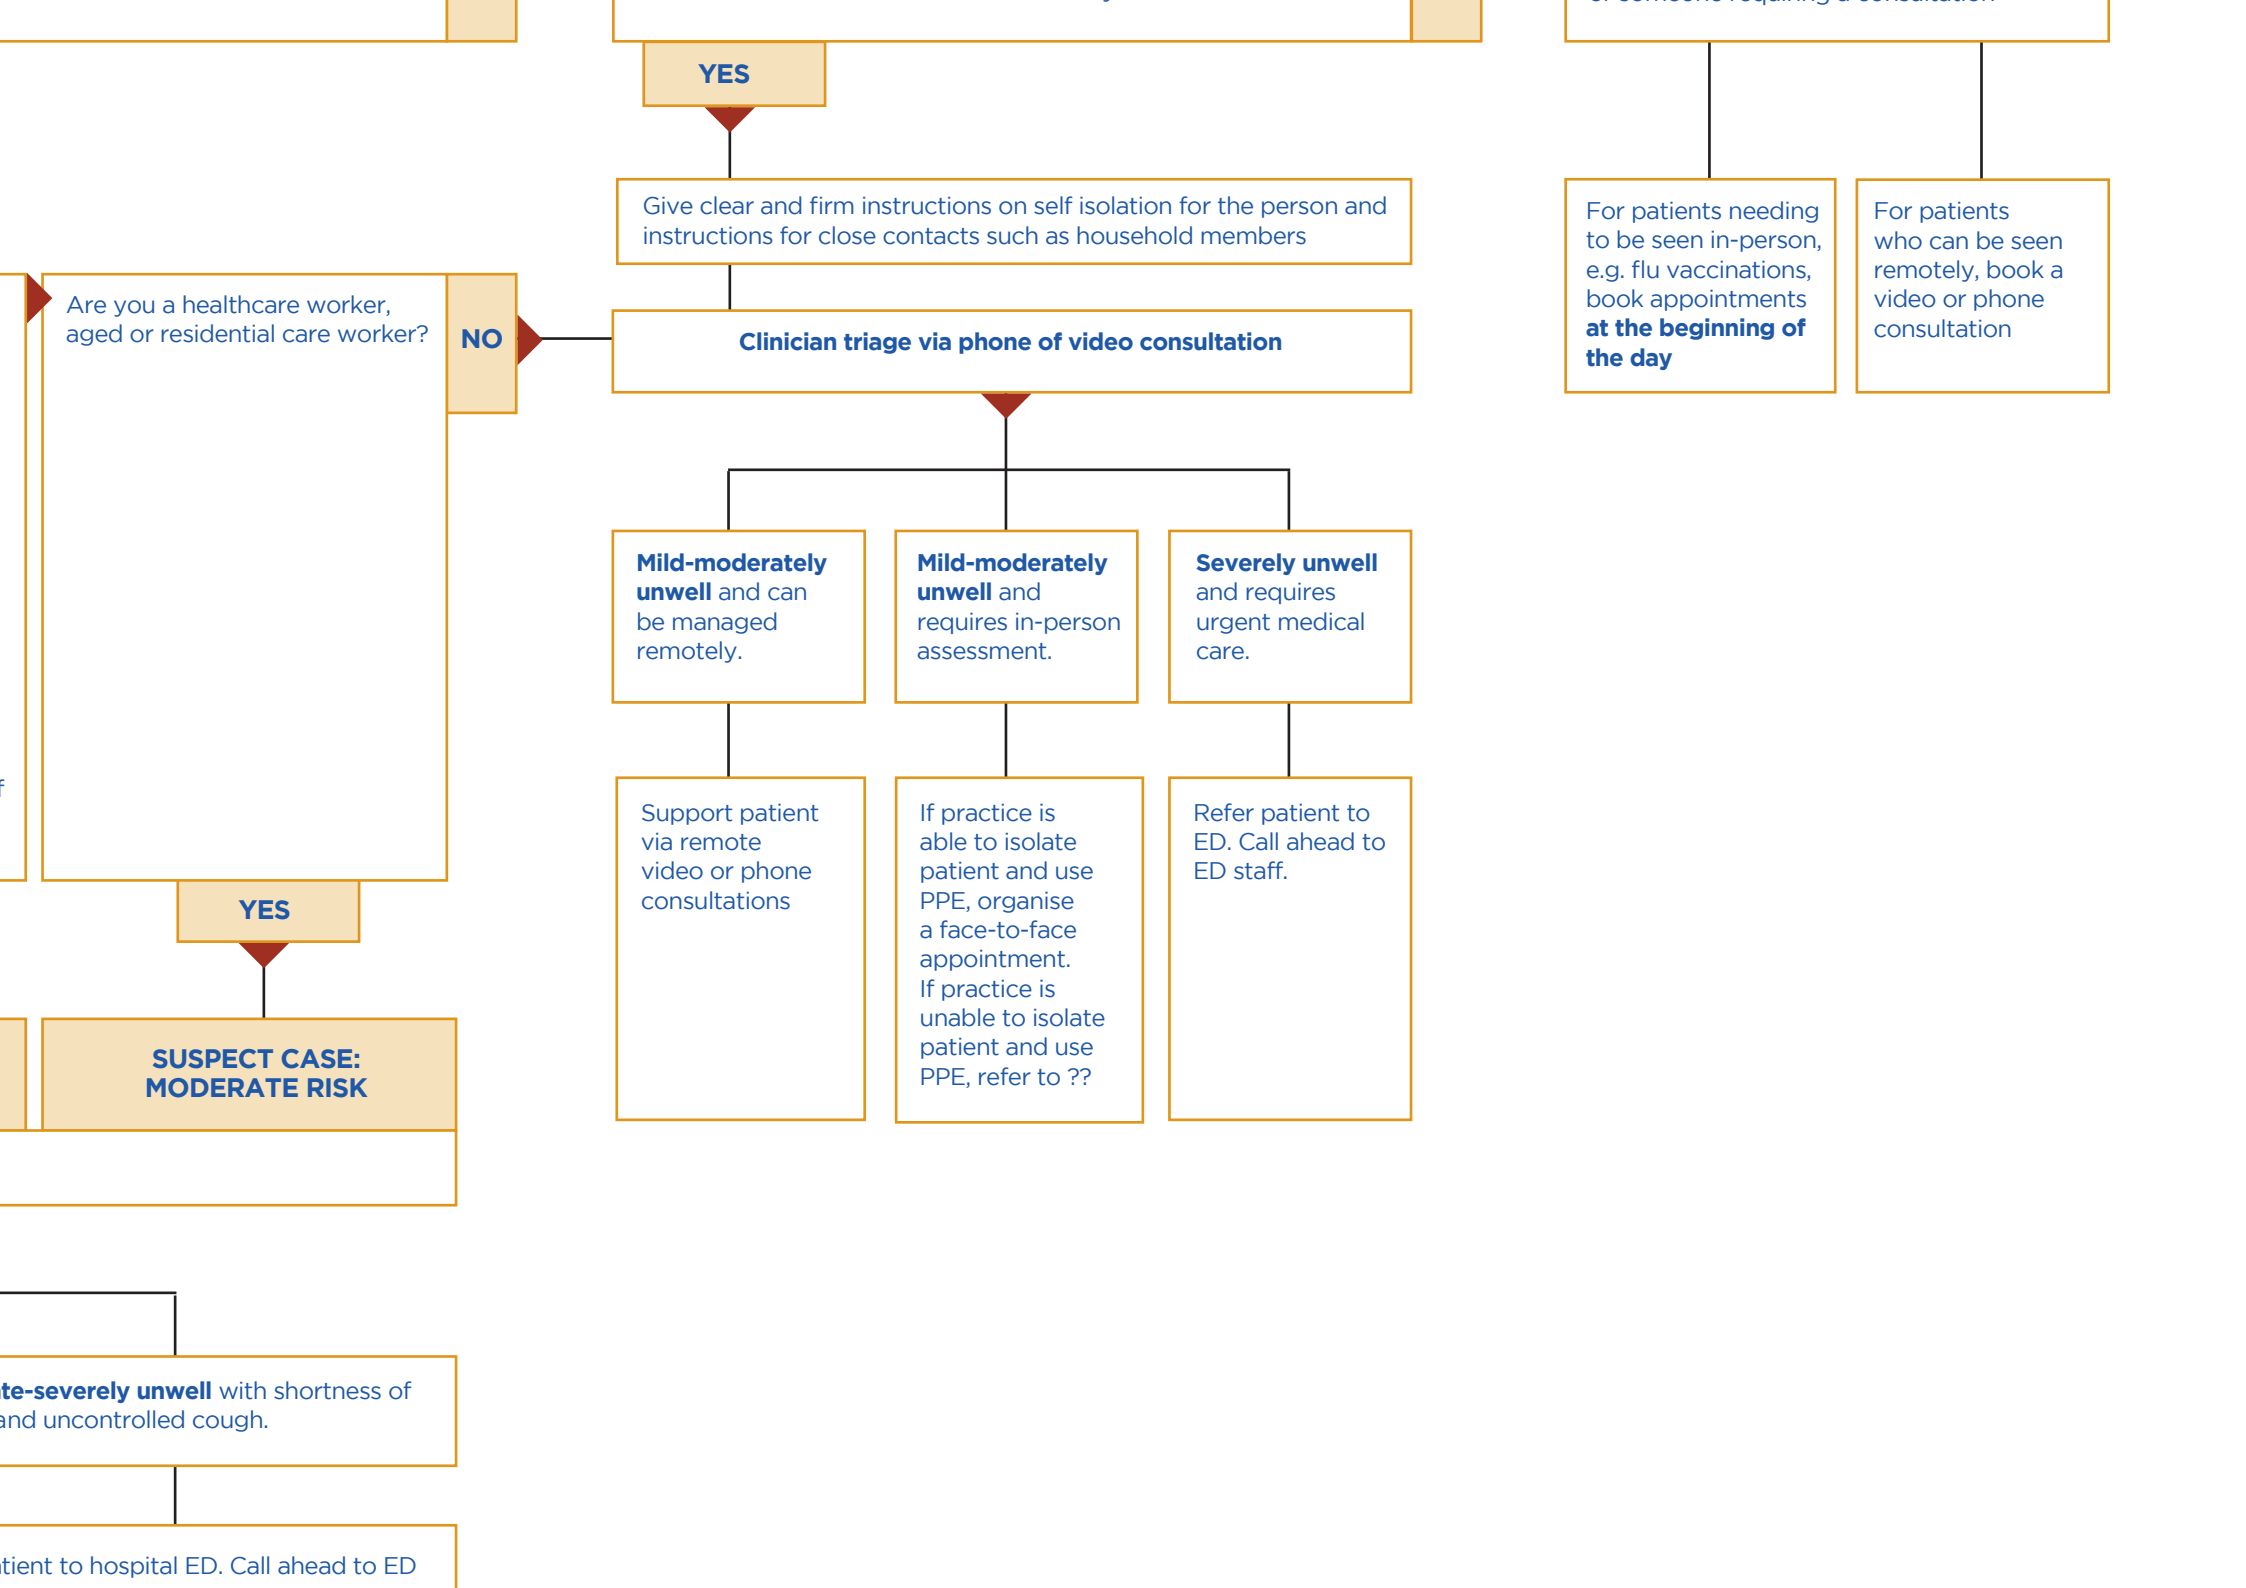 YES
Give clear and firm instructions on self isolation for the person and
instructions for close contacts such as household members
For patients needing
to be seen in-person,
e.g. flu vaccinations,
book appointments
at the beginning of
the day
For patients
who can be seen
remotely, book a
video or phone
consultation
Are you a healthcare worker,
aged or residential care worker?
NO
Clinician triage via phone of video consultation
Mild-moderately
unwell and can
be managed
remotely.
Mild-moderately
unwell and
requires in-person
assessment.
Severely unwell
and requires
urgent medical
care.
Support patient
via remote
video or phone
consultations
If practice is
able to isolate
patient and use
PPE, organise
a face-to-face
appointment.
If practice is
unable to isolate
patient and use
PPE, refer to ??
Refer patient to
ED. Call ahead to
ED staff.
YES
SUSPECT CASE:
MODERATE RISK
severely unwell with shortness of
and uncontrolled cough.
to hospital ED. Call ahead to ED